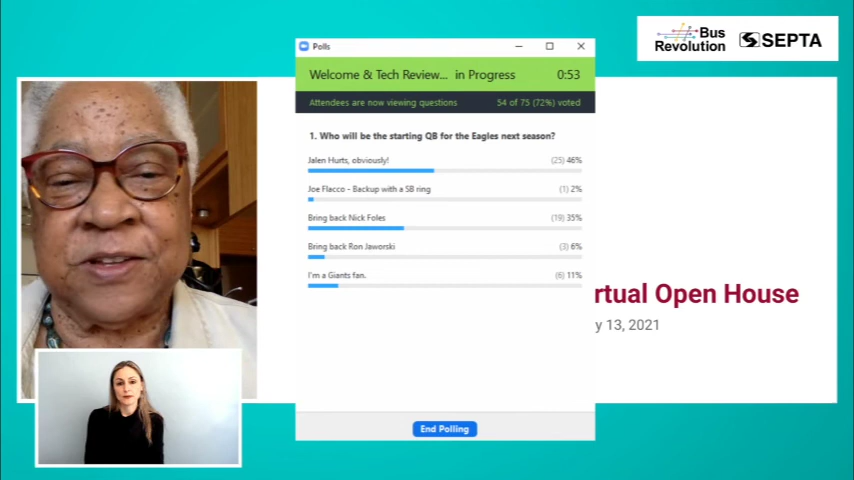 Bus
Revolution
SEPTA
Polls
Welcome & Tech Review... in Progress 0:53
Attendees are now viewing questions 54 of 75 (72%) voted
1. Who will be the starting QB for the Eagles next season?
Jalen Hurts, obviously! (25) 46%
Joe Flacco - Backup with a SB ring (1) 2%
Bring back Nick Foles (19) 35%
Bring back Ron Jaworski (3) 6%
I'm a Giants fan. (6) 11%
rtual Open House
y 13, 2021
End Polling